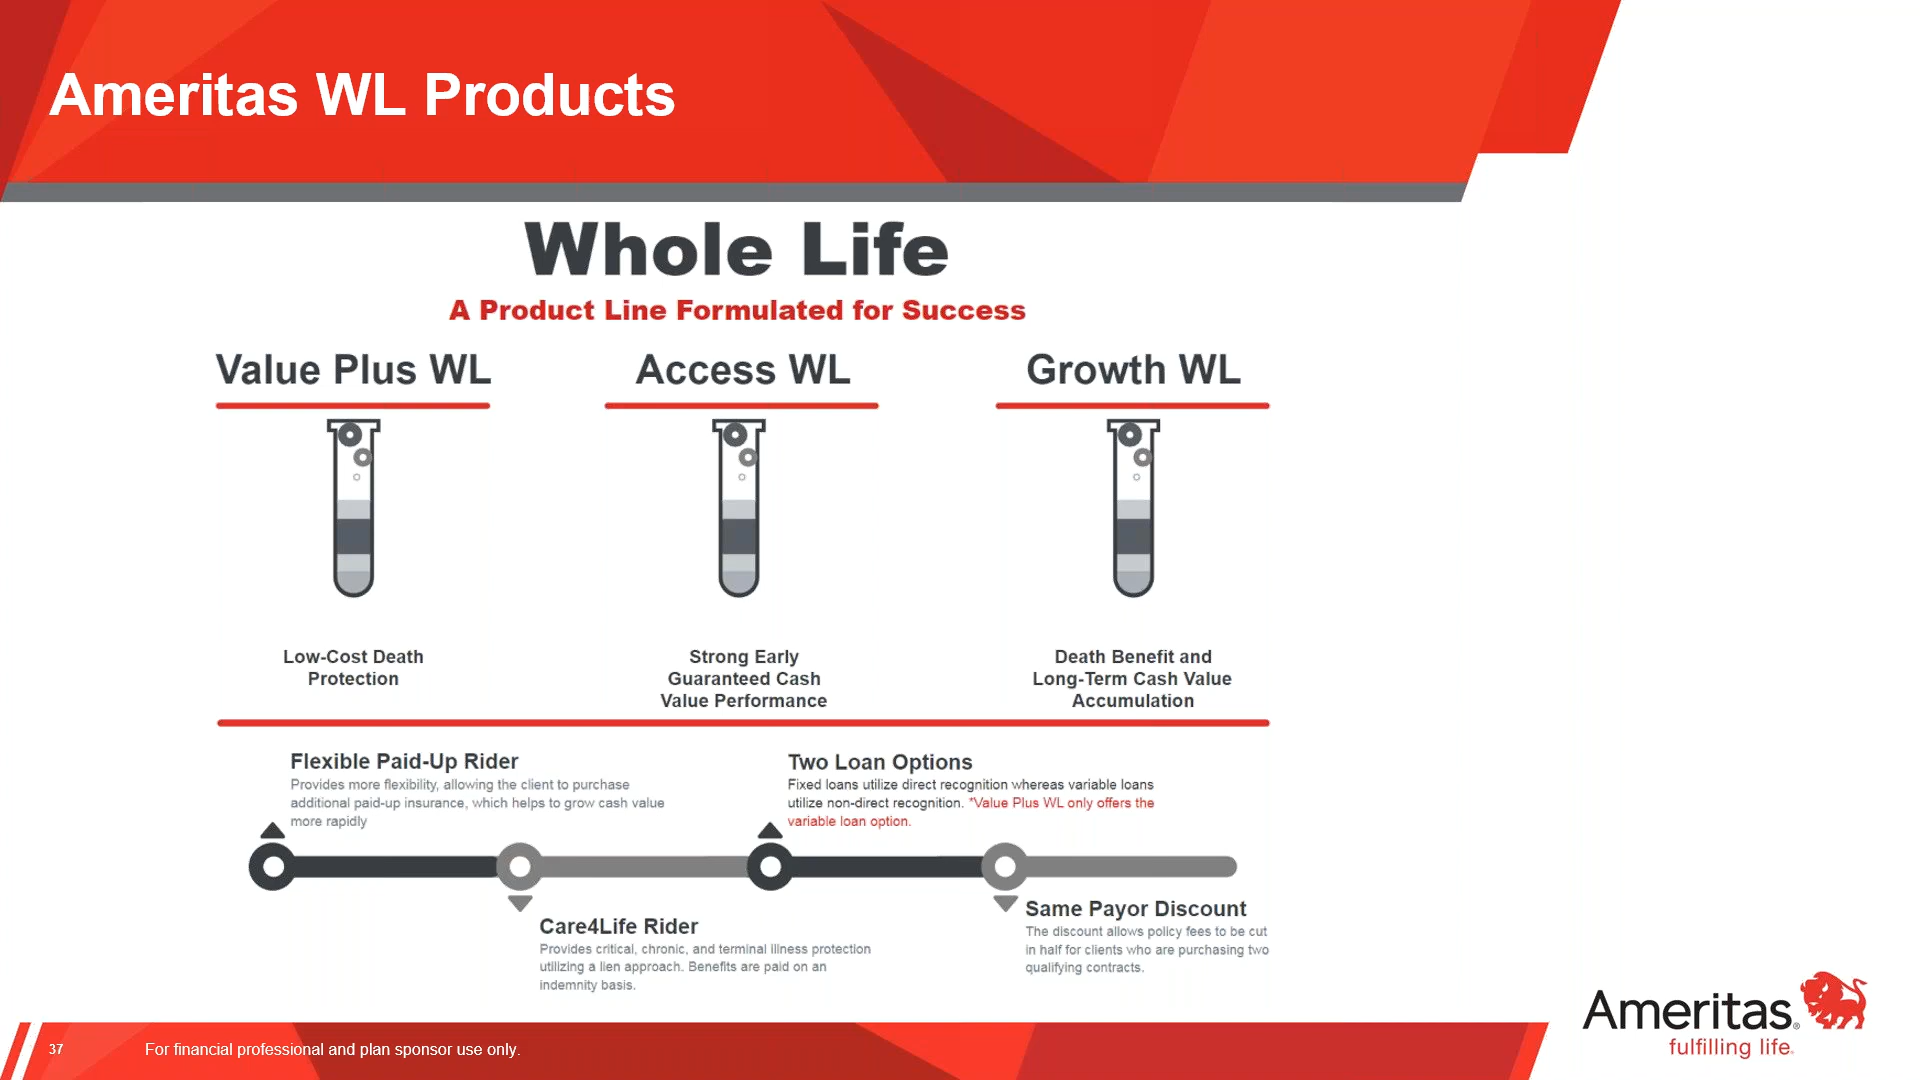 Ameritas WL Products
Whole Life
A Product Line Formulated for Success
Value Plus WL
Access WL
Growth WL
Low-Cost Death
Protection
Strong Early
Guaranteed Cash
Value Performance
Death Benefit and
Long-Term Cash Value
Accumulation
Flexible Paid-Up Rider
Provides more flexibility, allowing the client to purchase
additional paid-up insurance, which helps to grow cash value
more rapidly
Two Loan Options
Fixed loans utilize direct recognition whereas variable loans
utilize non-direct recognition. *Value Plus WL only offers the
variable loan option.
Care4Life Rider
Provides critical, chronic, and terminal illness protection
utilizing a lien approach. Benefits are paid on an
indemnity basis.
Same Payor Discount
The discount allows policy fees to be cut
in half for clients who are purchasing two
qualifying contracts.
Ameritas®
fulfilling life®
37
For financial professional and plan sponsor use only.